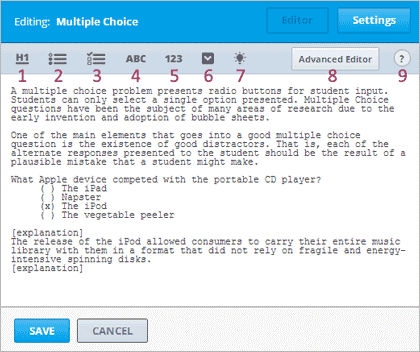 Editing: Multiple Choice
Editor
Settings
H1
ABC
123
Advanced Editor
?
1 2 3 4 5 6 7 8 9
A multiple choice problem presents radio buttons for student input.
Students can only select a single option presented. Multiple Choice
questions have been the subject of many areas of research due to the
early invention and adoption of bubble sheets.
One of the main elements that goes into a good multiple choice
question is the existence of good distractors. That is, each of the
alternate responses presented to the student should be the result of a
plausible mistake that a student might make.
What Apple device competed with the portable CD player?
( ) The iPad
( ) Napster
(x) The iPod
( ) The vegetable peeler
[explanation]
The release of the iPod allowed consumers to carry their entire music
library with them in a format that did not rely on fragile and energy-
intensive spinning disks.
[explanation]
SAVE
CANCEL